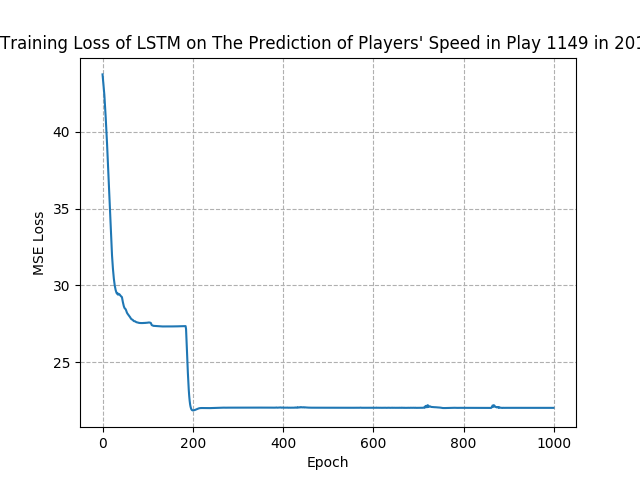 Training Loss of LSTM on The Prediction of Players' Speed in Play 1149 in 201
MSE Loss
40
35
30
25
0 200 400 600 800 1000
Epoch